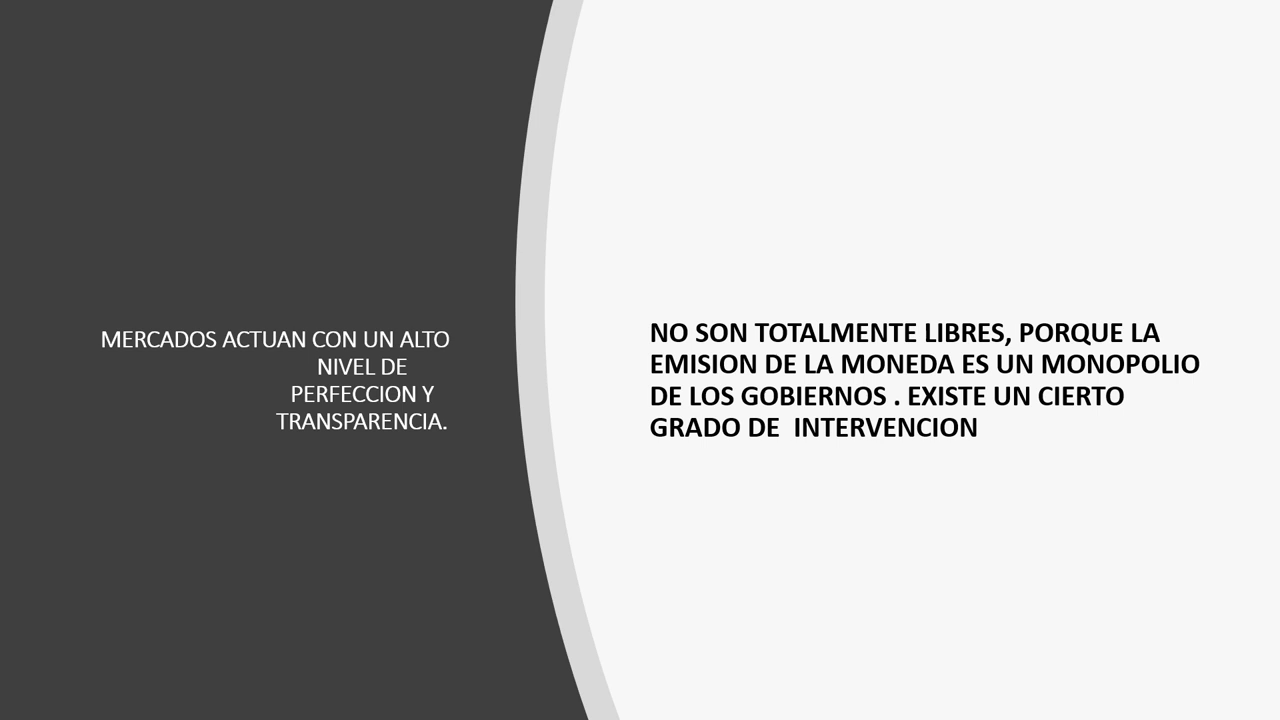 MERCADOS ACTUAN CON UN ALTO
NIVEL DE
PERFECCION Y
TRANSPARENCIA.
NO SON TOTALMENTE LIBRES, PORQUE LA
EMISION DE LA MONEDA ES UN MONOPOLIO
DE LOS GOBIERNOS . EXISTE UN CIERTO
GRADO DE  INTERVENCION